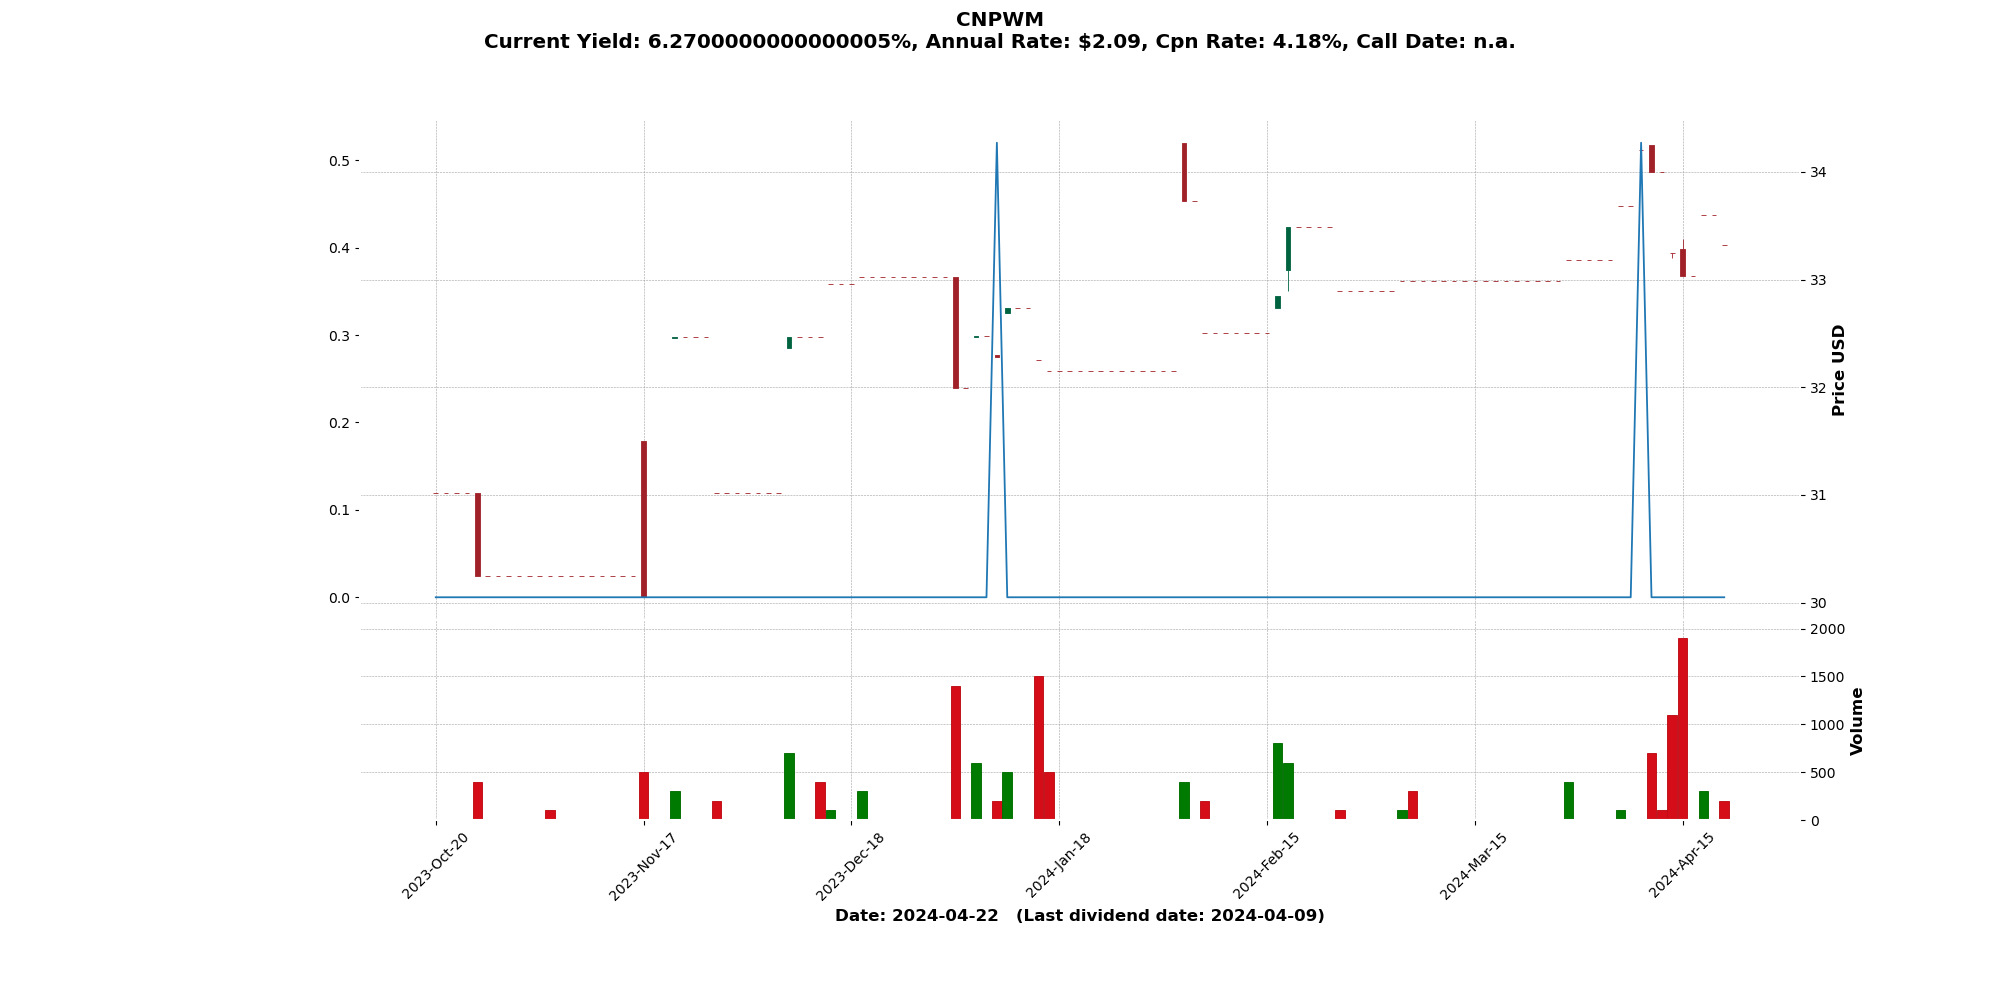 CNPWM
Current Yield: 6.2700000000000005%, Annual Rate: $2.09, Cpn Rate: 4.18%, Call Date: n.a.
0.5
0.4
0.3
0.2
0.1
0.0
34
33
32
31
30
Price USD
2000
1500
1000
500
0
Volume
2023-Oct-20
2023-Nov-17
2023-Dec-18
2024-Jan-18
2024-Feb-15
2024-Mar-15
2024-Apr-15
Date: 2024-04-22 (Last dividend date: 2024-04-09)